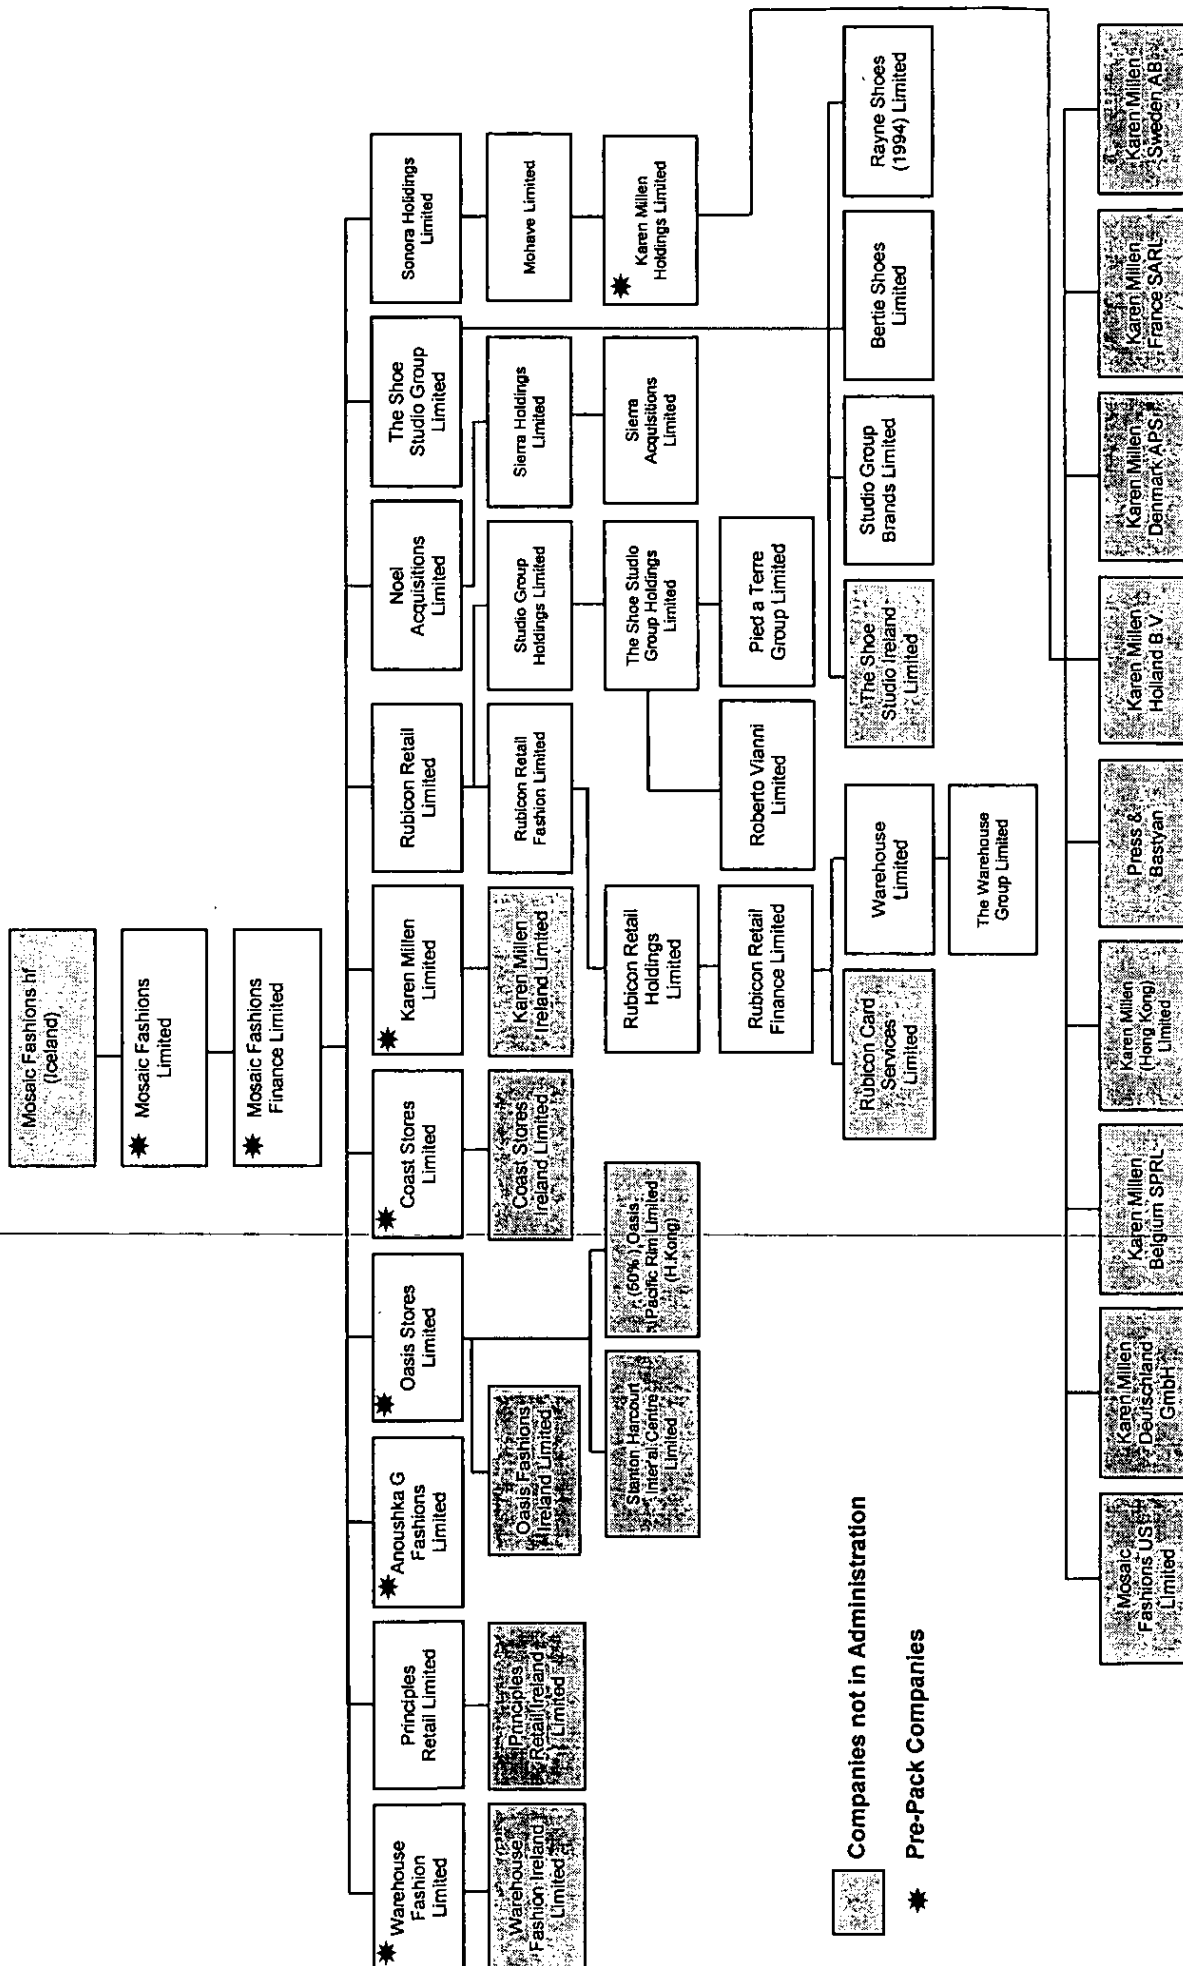 Mosaic Fashions hf
(Iceland)
Mosaic Fashions
Limited
Mosaic Fashions
Finance Limited
Warehouse
Fashion
Limited
Principles
Retail Limited
Anoushka G
Fashions
Limited
Oasis Stores
Limited
Coast Stores
Limited
Karen Millen
Limited
Rubicon Retail
Limited
Noel
Acquisitions
Limited
The Shoe
Studio Group
Limited
Sonora Holdings
Limited
Warehouse
Fashion Ireland
Limited
Principles
Retail Ireland
Limited
Oasis Fashions
Ireland Limited
Coast Stores
Ireland Limited
Karen Millen
Ireland Limited
Rubicon Retail
Fashion Limited
Studio Group
Holdings Limited
Sierra Holdings
Limited
Mohave Limited
Stanton Harcourt
Inter'al Centre
Limited
(50%) Oasis
Pacific Rim Limited
(H.Kong)
Rubicon Retail
Holdings
Limited
The Shoe Studio
Group Holdings
Limited
Sierra
Acquisitions
Limited
Karen Millen
Holdings Limited
Rubicon Retail
Finance Limited
Roberto Vianni
Limited
Pied a Terre
Group Limited
Rubicon Card
Services
Limited
Warehouse
Limited
The Shoe
Studio Ireland
Limited
Studio Group
Brands Limited
Bertie Shoes
Limited
Rayne Shoes
(1994) Limited
The Warehouse
Group Limited
Companies not in Administration
Pre-Pack Companies
Mosaic
Fashions US
Limited
Karen Millen
Deutschland
GmbH
Karen Millen
Belgium SPRL
Karen Millen
(Hong Kong)
Limited
Press &
Bastyan
Karen Millen
Holland B.V.
Karen Millen
Denmark APS
Karen Millen
France SARL
Karen Millen
Sweden AB